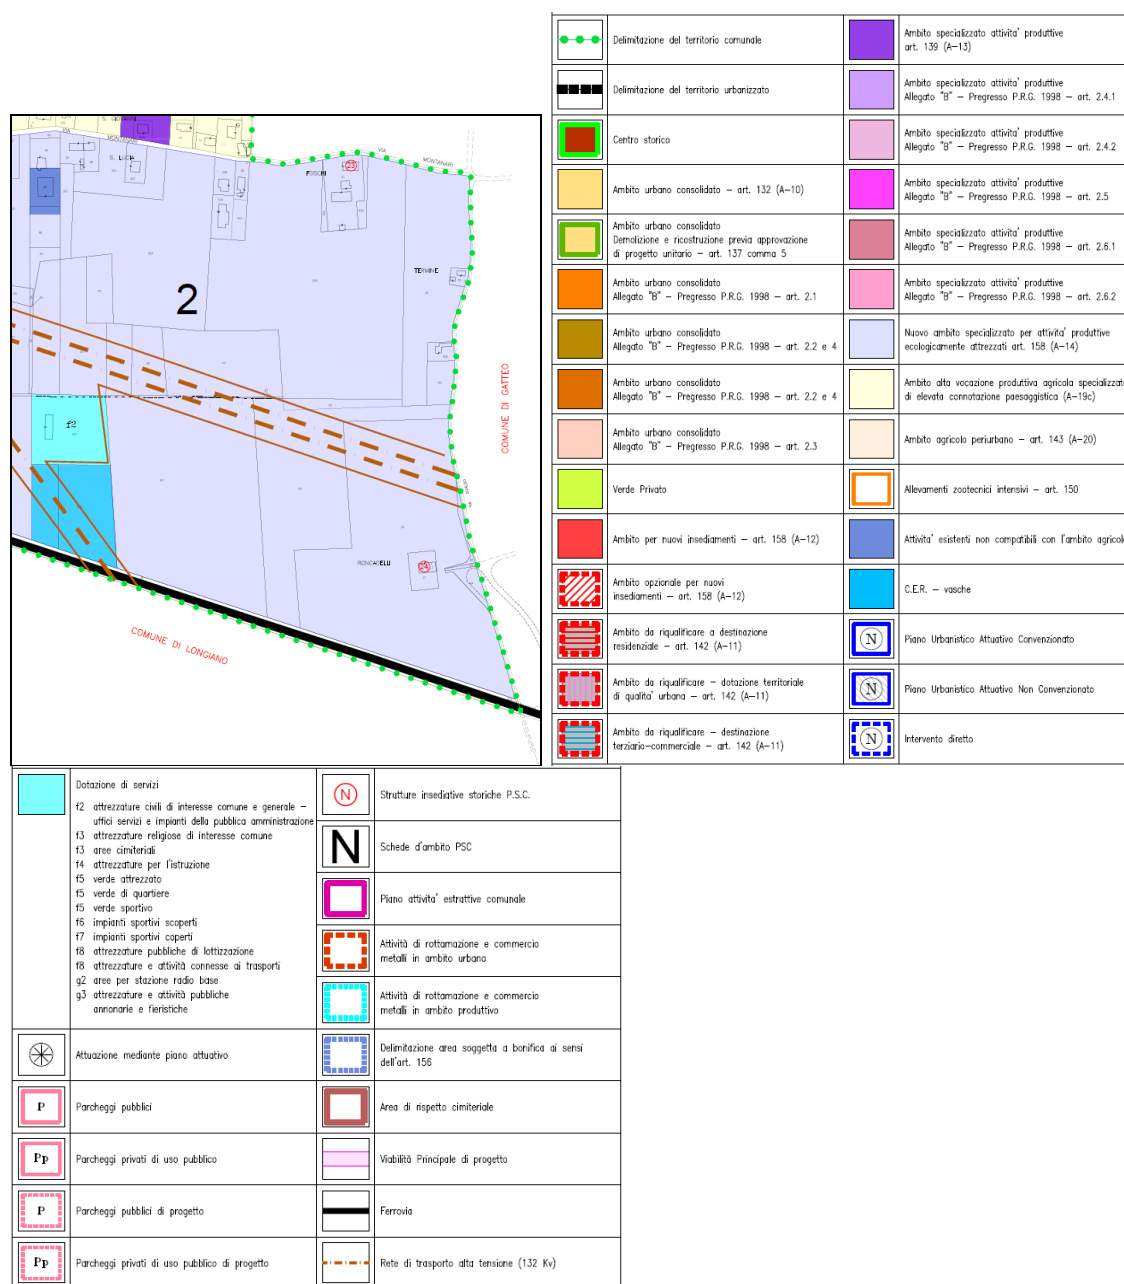 S. GIOVANNI
VIA
MONTANARI
S. LUCIA
FOSCHI
23
VIA
MONTANARI
TERMINE
2
COMUNE DI GATTEO
f2
RONCADELLI
24
COMUNE DI LONGIANO
Delimitazione del territorio comunale
Delimitazione del territorio urbanizzato
Centro storico
Ambito urbano consolidato – art. 132 (A–10)
Ambito urbano consolidato
Demolizione e ricostruzione previa approvazione
di progetto unitario – art. 137 comma 5
Ambito urbano consolidato
Allegato "B" – Pregresso P.R.G. 1998 – art. 2.1
Ambito urbano consolidato
Allegato "B" – Pregresso P.R.G. 1998 – art. 2.2 e 4
Ambito urbano consolidato
Allegato "B" – Pregresso P.R.G. 1998 – art. 2.2 e 4
Ambito urbano consolidato
Allegato "B" – Pregresso P.R.G. 1998 – art. 2.3
Verde Privato
Ambito per nuovi insediamenti – art. 158 (A–12)
Ambito opzionale per nuovi
insediamenti – art. 158 (A–12)
Ambito da riqualificare a destinazione
residenziale – art. 142 (A–11)
Ambito da riqualificare – dotazione territoriale
di qualita' urbana – art. 142 (A–11)
Ambito da riqualificare – destinazione
terziario–commerciale – art. 142 (A–11)
Ambito specializzato attivita' produttive
art. 139 (A–13)
Ambito specializzato attivita' produttive
Allegato "B" – Pregresso P.R.G. 1998 – art. 2.4.1
Ambito specializzato attivita' produttive
Allegato "B" – Pregresso P.R.G. 1998 – art. 2.4.2
Ambito specializzato attivita' produttive
Allegato "B" – Pregresso P.R.G. 1998 – art. 2.5
Ambito specializzato attivita' produttive
Allegato "B" – Pregresso P.R.G. 1998 – art. 2.6.1
Ambito specializzato attivita' produttive
Allegato "B" – Pregresso P.R.G. 1998 – art. 2.6.2
Nuovo ambito specializzato per attivita' produttive
ecologicamente attrezzati art. 158 (A–14)
Ambito alta vocazione produttiva agricola specializzata
di elevata connotazione paesaggistica (A–19c)
Ambito agricolo periurbano – art. 143 (A–20)
Allevamenti zootecnici intensivi – art. 150
Attivita' esistenti non compatibili con l'ambito agricolo
C.E.R. – vasche
N Piano Urbanistico Attuativo Convenzionato
N Piano Urbanistico Attuativo Non Convenzionato
N Intervento diretto
Dotazione di servizi
f2 attrezzature civili di interesse comune e generale –
uffici servizi e impianti della pubblica amministrazione
f3 attrezzature religiose di interesse comune
f3 aree cimiteriali
f4 attrezzature per l'istruzione
f5 verde attrezzato
f5 verde di quartiere
f5 verde sportivo
f6 impianti sportivi scoperti
f7 impianti sportivi coperti
f8 attrezzature pubbliche di lottizzazione
f8 attrezzature e attività connesse ai trasporti
g2 aree per stazione radio base
g3 attrezzature e attività pubbliche
annonarie e fieristiche
Attuazione mediante piano attuativo
P Parcheggi pubblici
Pp Parcheggi privati di uso pubblico
P Parcheggi pubblici di progetto
Pp Parcheggi privati di uso pubblico di progetto
N Strutture insediative storiche P.S.C.
N Schede d'ambito PSC
Piano attivita' estrattive comunale
Attività di rottamazione e commercio
metalli in ambito urbano
Attività di rottamazione e commercio
metalli in ambito produttivo
Delimitazione area soggetta a bonifica ai sensi
dell'art. 156
Area di rispetto cimiteriale
Viabilità Principale di progetto
Ferrovia
Rete di trasporto alta tensione (132 Kv)